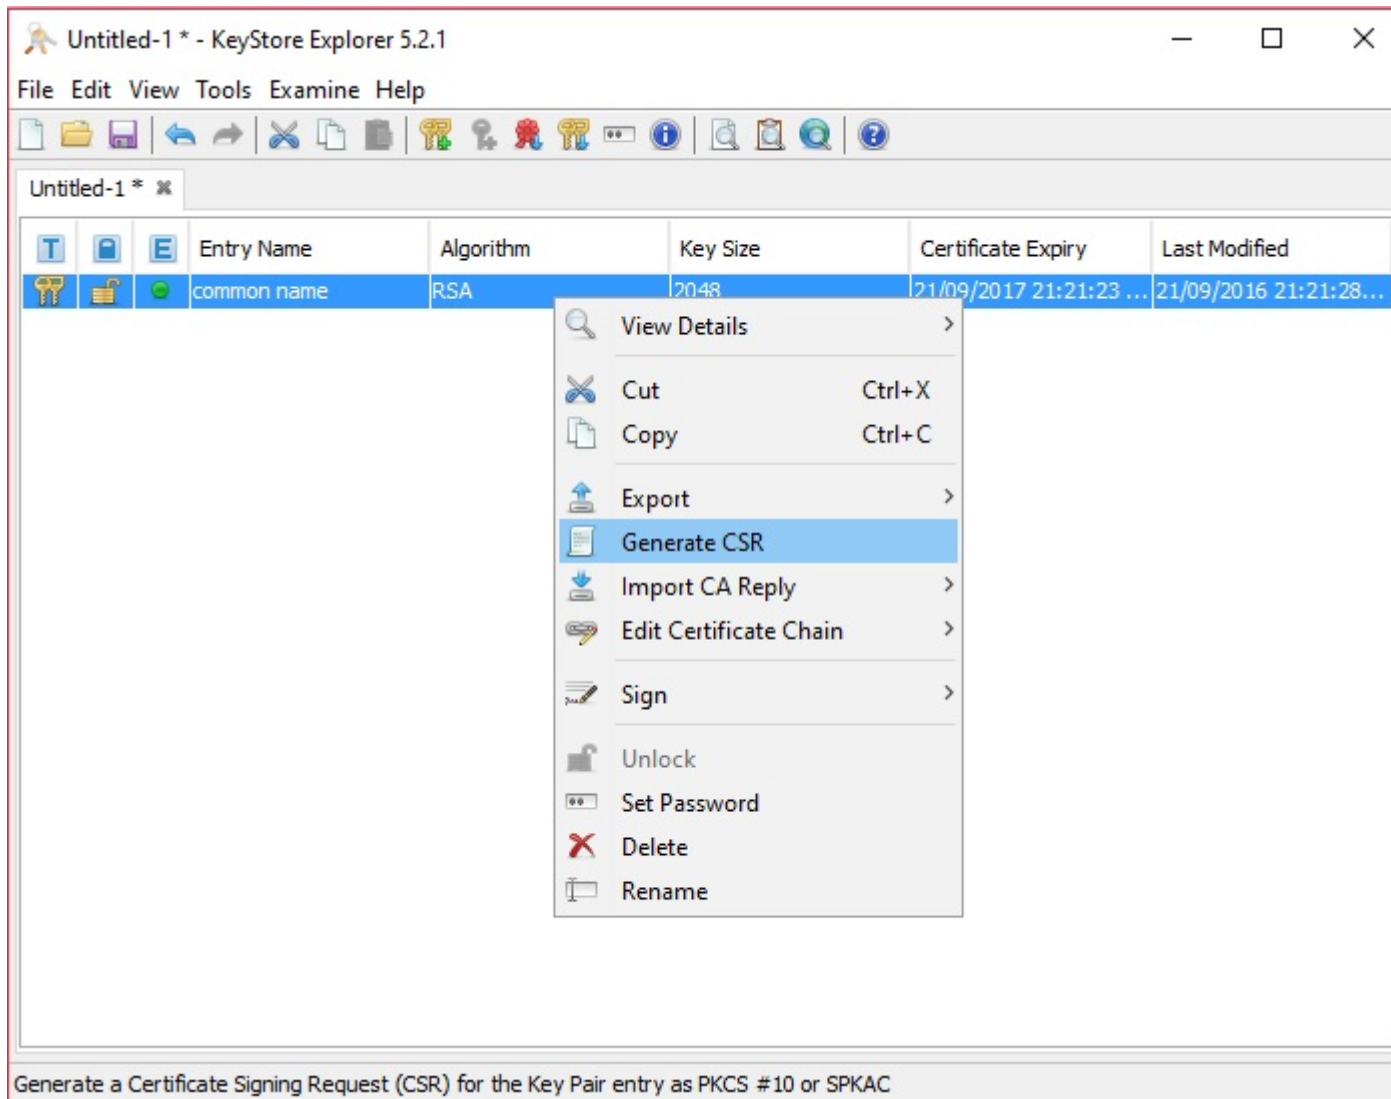 Untitled-1 * - KeyStore Explorer 5.2.1
File Edit View Tools Examine Help
Untitled-1 *
T E Entry Name Algorithm Key Size Certificate Expiry Last Modified
common name RSA 2048 21/09/2017 21:21:23 ... 21/09/2016 21:21:28...
View Details
Cut Ctrl+X
Copy Ctrl+C
Export
Generate CSR
Import CA Reply
Edit Certificate Chain
Sign
Unlock
Set Password
Delete
Rename
Generate a Certificate Signing Request (CSR) for the Key Pair entry as PKCS #10 or SPKAC